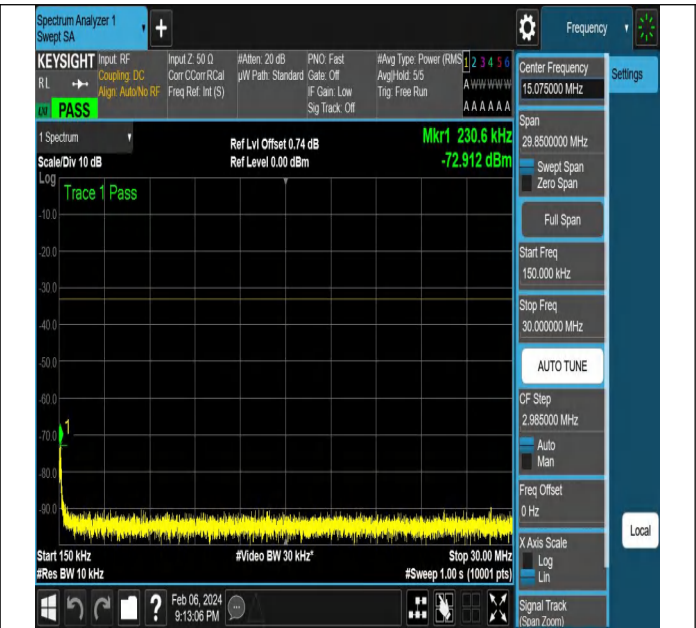 Spectrum Analyzer 1
Swept SA
Frequency
KEYSIGHT
RL
PASS
Input: RF
Coupling: DC
Align: Auto/No RF
Input Z: 50 Ω
Corr CCorr RCal
Freq Ref: Int (S)
#Atten: 20 dB
µW Path: Standard
PNO: Fast
Gate: Off
IF Gain: Low
Sig Track: Off
#Avg Type: Power (RMS
Avg|Hold: 5/5
Trig: Free Run
1 2 3 4 5 6
A W W W W W
A A A A A A
1 Spectrum
Scale/Div 10 dB
Ref Lvl Offset 0.74 dB
Ref Level 0.00 dBm
Mkr1 230.6 kHz
-72.912 dBm
Log
Trace 1 Pass
-10.0
-20.0
-30.0
-40.0
-50.0
-60.0
-70.0
-80.0
-90.0
1
Start 150 kHz
#Res BW 10 kHz
#Video BW 30 kHz*
Stop 30.00 MHz
#Sweep 1.00 s (10001 pts)
Feb 06, 2024
9:13:06 PM
Center Frequency
15.075000 MHz
Settings
Span
29.8500000 MHz
Swept Span
Zero Span
Full Span
Start Freq
150.000 kHz
Stop Freq
30.000000 MHz
AUTO TUNE
CF Step
2.985000 MHz
Auto
Man
Freq Offset
0 Hz
X Axis Scale
Log
Lin
Local
Signal Track
(Span Zoom)